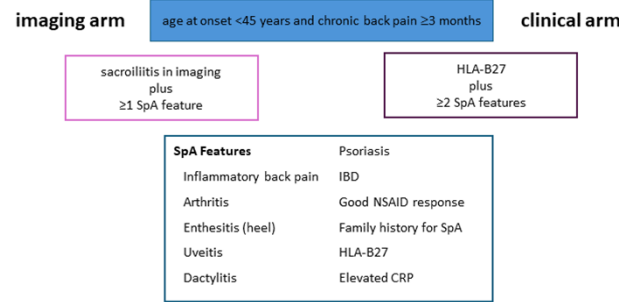 imaging arm
age at onset <45 years and chronic back pain ≥3 months
clinical arm
sacroiliitis in imaging
plus
≥1 SpA feature
HLA-B27
plus
≥2 SpA features
SpA Features
Psoriasis
Inflammatory back pain
IBD
Arthritis
Good NSAID response
Enthesitis (heel)
Family history for SpA
Uveitis
HLA-B27
Dactylitis
Elevated CRP